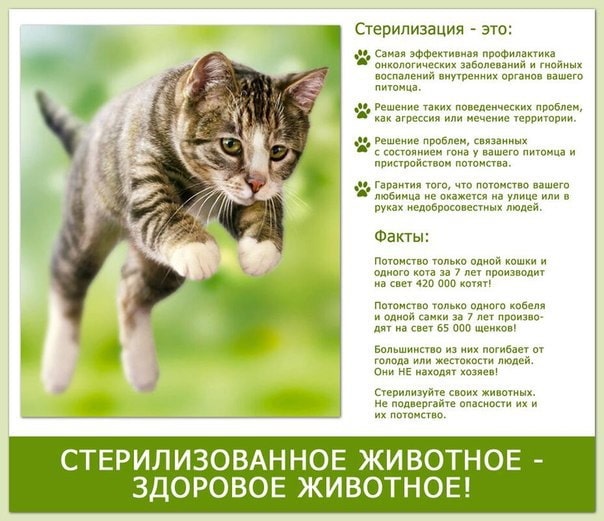 Стерилизация - это:
Самая эффективная профилактика
онкологических заболеваний и гнойных
воспалений внутренних органов вашего
питомца.
Решение таких поведенческих проблем,
как агрессия или мечение территории.
Решение проблем, связанных
с состоянием гона у вашего питомца и
пристройством потомства.
Гарантия того, что потомство вашего
любимца не окажется на улице или в
руках недобросовестных людей.
Факты:
Потомство только одной кошки и
одного кота за 7 лет производит
на свет 420 000 котят!
Потомство только одного кобеля
и одной самки за 7 лет произво-
дят на свет 65 000 щенков!
Большинство из них погибает от
голода или жестокости людей.
Они НЕ находят хозяев!
Стерилизуйте своих животных.
Не подвергайте опасности их и
их потомство.
СТЕРИЛИЗОВАННОЕ ЖИВОТНОЕ -
ЗДОРОВОЕ ЖИВОТНОЕ!